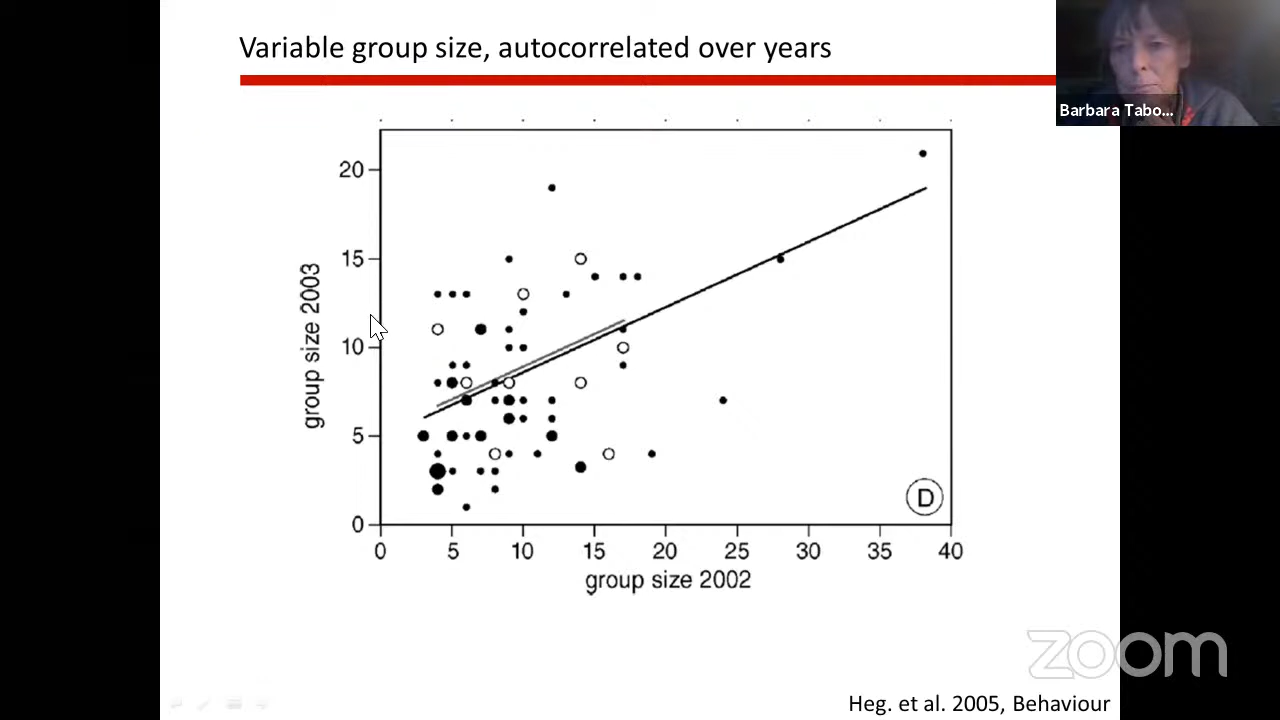 Variable group size, autocorrelated over years
Barbara Tabo...
20
15
10
5
0
group size 2003
D
0 5 10 15 20 25 30 35 40
group size 2002
zoom
Heg. et al. 2005, Behaviour